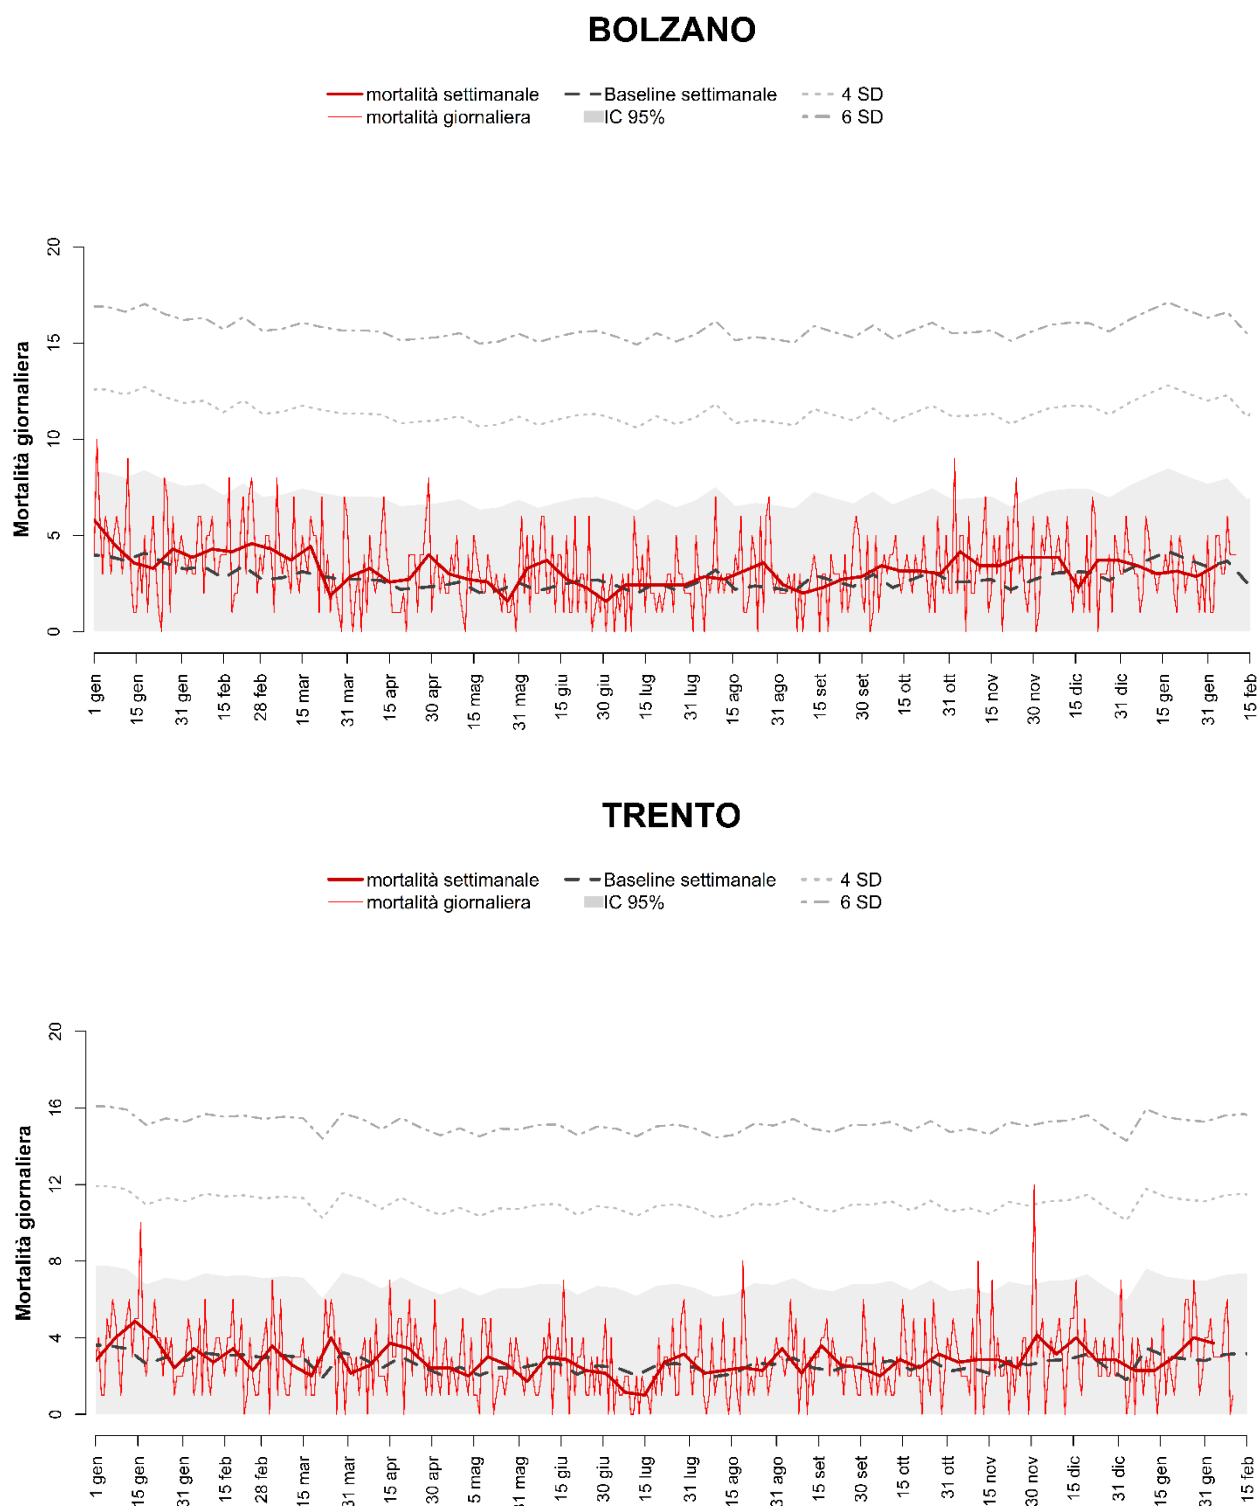 BOLZANO
mortalità settimanale Baseline settimanale 4 SD
mortalità giornaliera IC 95% 6 SD
Mortalità giornaliera
20
15
10
5
0
1 gen 15 gen 31 gen 15 feb 28 feb 15 mar 31 mar 15 apr 30 apr 15 mag 31 mag 15 giu 30 giu 15 lug 31 lug 15 ago 31 ago 15 set 30 set 15 ott 31 ott 15 nov 30 nov 15 dic 31 dic 15 gen 31 gen 15 feb
TRENTO
mortalità settimanale Baseline settimanale 4 SD
mortalità giornaliera IC 95% 6 SD
Mortalità giornaliera
20
16
12
8
4
0
1 gen 15 gen 31 gen 15 feb 28 feb 15 mar 31 mar 15 apr 30 apr 5 mag 31 mag 15 giu 30 giu 15 lug 31 lug 15 ago 31 ago 15 set 30 set 15 ott 31 ott 15 nov 30 nov 15 dic 31 dic 15 gen 31 gen 15 feb